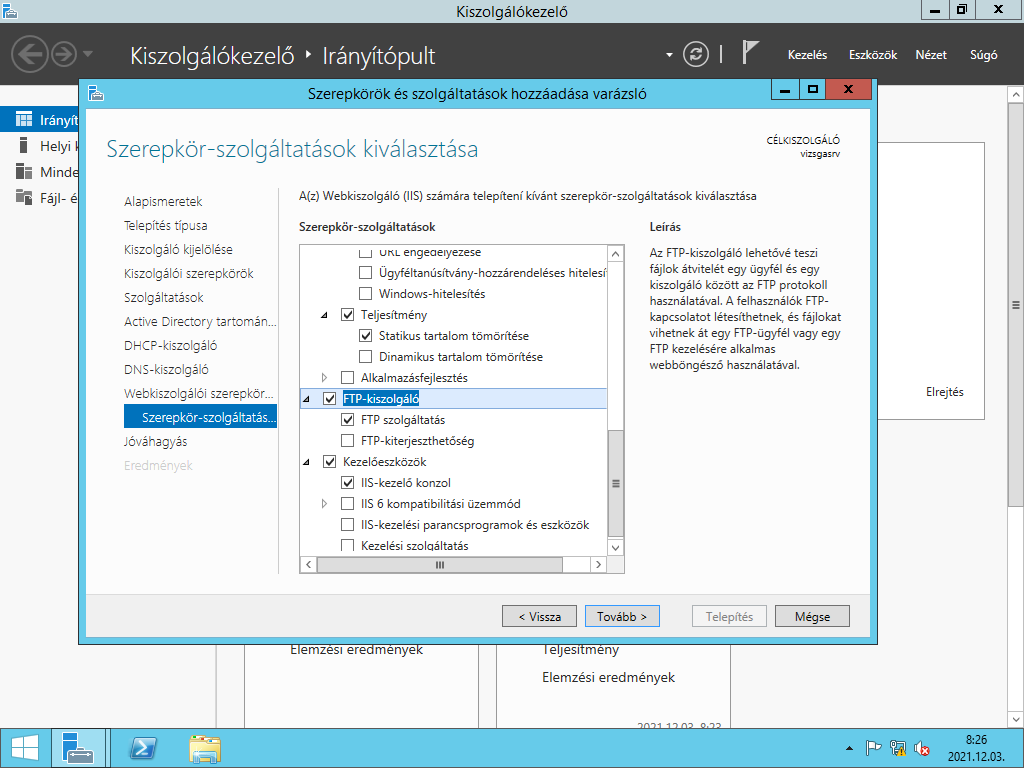 Kiszolgálókezelő
Kiszolgálókezelő ‣ Irányítópult
Kezelés Eszközök Nézet Súgó
Szerepkörök és szolgáltatások hozzáadása varázsló
Irányít
Helyi k
Minde
Fájl- é
Szerepkör-szolgáltatások kiválasztása
CÉLKISZOLGÁLÓ
vizsgasrv
Alapismeretek
Telepítés típusa
Kiszolgáló kijelölése
Kiszolgálói szerepkörök
Szolgáltatások
Active Directory tartomán...
DHCP-kiszolgáló
DNS-kiszolgáló
Webkiszolgálói szerepkör...
Szerepkör-szolgáltatás...
Jóváhagyás
Eredmények
A(z) Webkiszolgáló (IIS) számára telepíteni kívánt szerepkör-szolgáltatások kiválasztása
Szerepkör-szolgáltatások
URL engedélyezése
Ügyféltanúsítvány-hozzárendeléses hitelesí
Windows-hitelesítés
Teljesítmény
Statikus tartalom tömörítése
Dinamikus tartalom tömörítése
Alkalmazásfejlesztés
FTP-kiszolgáló
FTP szolgáltatás
FTP-kiterjeszthetőség
Kezelőeszközök
IIS-kezelő konzol
IIS 6 kompatibilitási üzemmód
IIS-kezelési parancsprogramok és eszközök
Kezelési szolgáltatás
Leírás
Az FTP-kiszolgáló lehetővé teszi
fájlok átvitelét egy ügyfél és egy
kiszolgáló között az FTP protokoll
használatával. A felhasználók FTP-
kapcsolatot létesíthetnek, és fájlokat
vihetnek át egy FTP-ügyfél vagy egy
FTP kezelésére alkalmas
webböngésző használatával.
Elrejtés
< Vissza Tovább > Telepítés Mégse
Elemzési eredmények
Teljesítmény
Elemzési eredmények
2021.12.03. 8:23
8:26
2021.12.03.